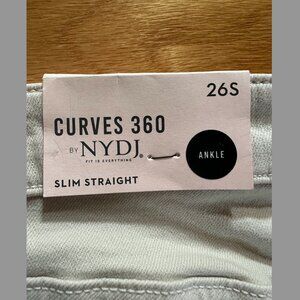 26S
CURVES 360
BY NYDJ®
FIT IS EVERYTHING
ANKLE
SLIM STRAIGHT